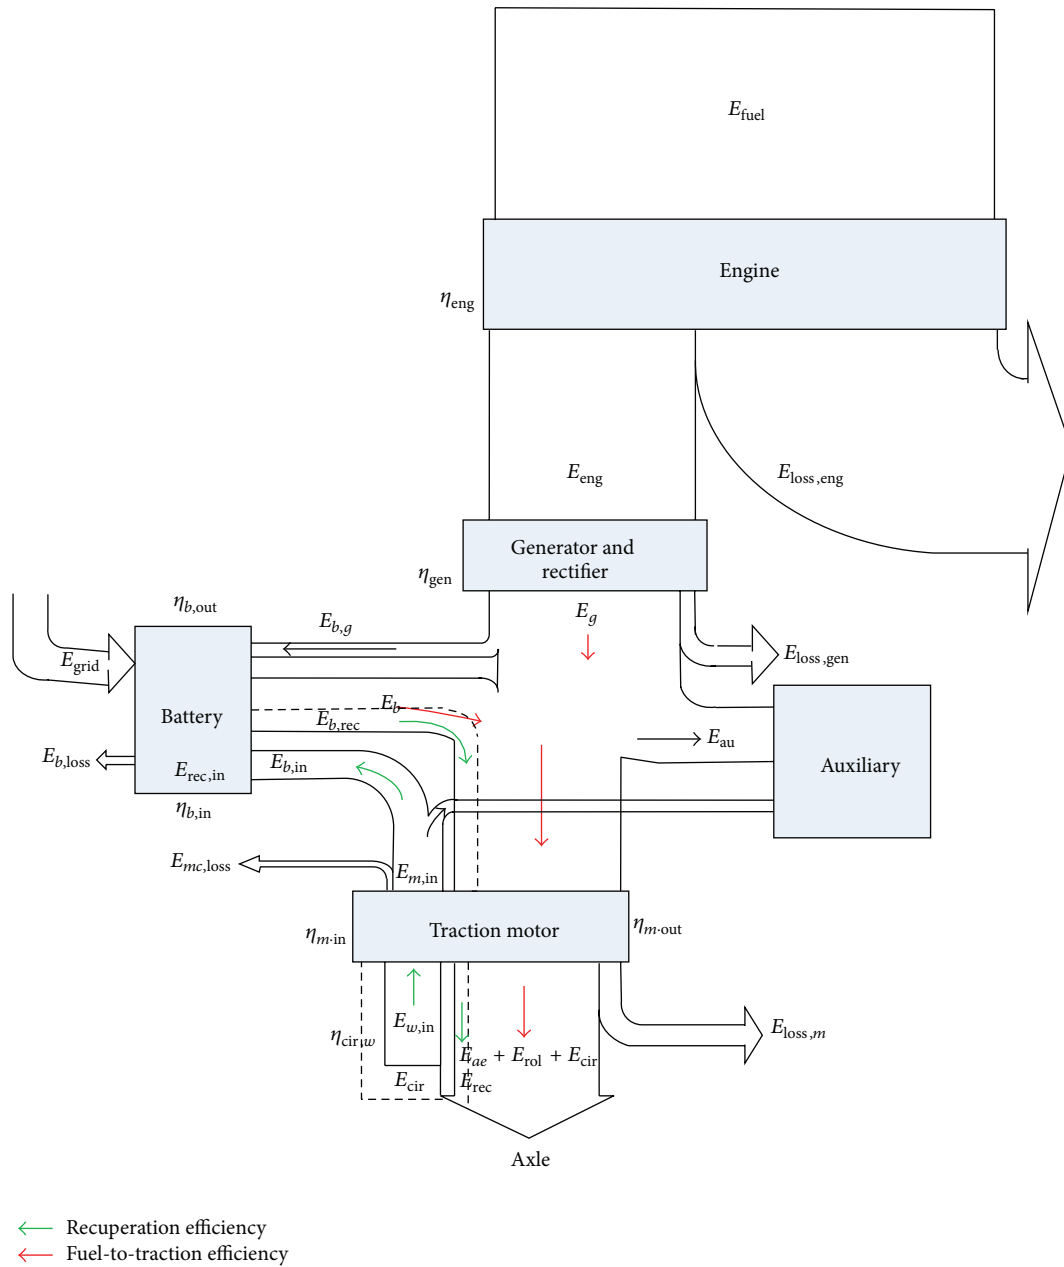 E_fuel
Engine
η_eng
E_eng
E_loss,eng
Generator and
rectifier
η_gen
η_b,out
E_b,g
E_g
E_grid
E_loss,gen
Battery
E_b
E_b,rec
E_au
E_b,loss
E_rec,in
E_b,in
Auxiliary
η_b,in
E_mc,loss
E_m,in
η_m·in
Traction motor
η_m·out
E_w,in
η_cir,w
E_loss,m
E_ae + E_rol + E_cir
E_cir
E_rec
Axle
Recuperation efficiency
Fuel-to-traction efficiency